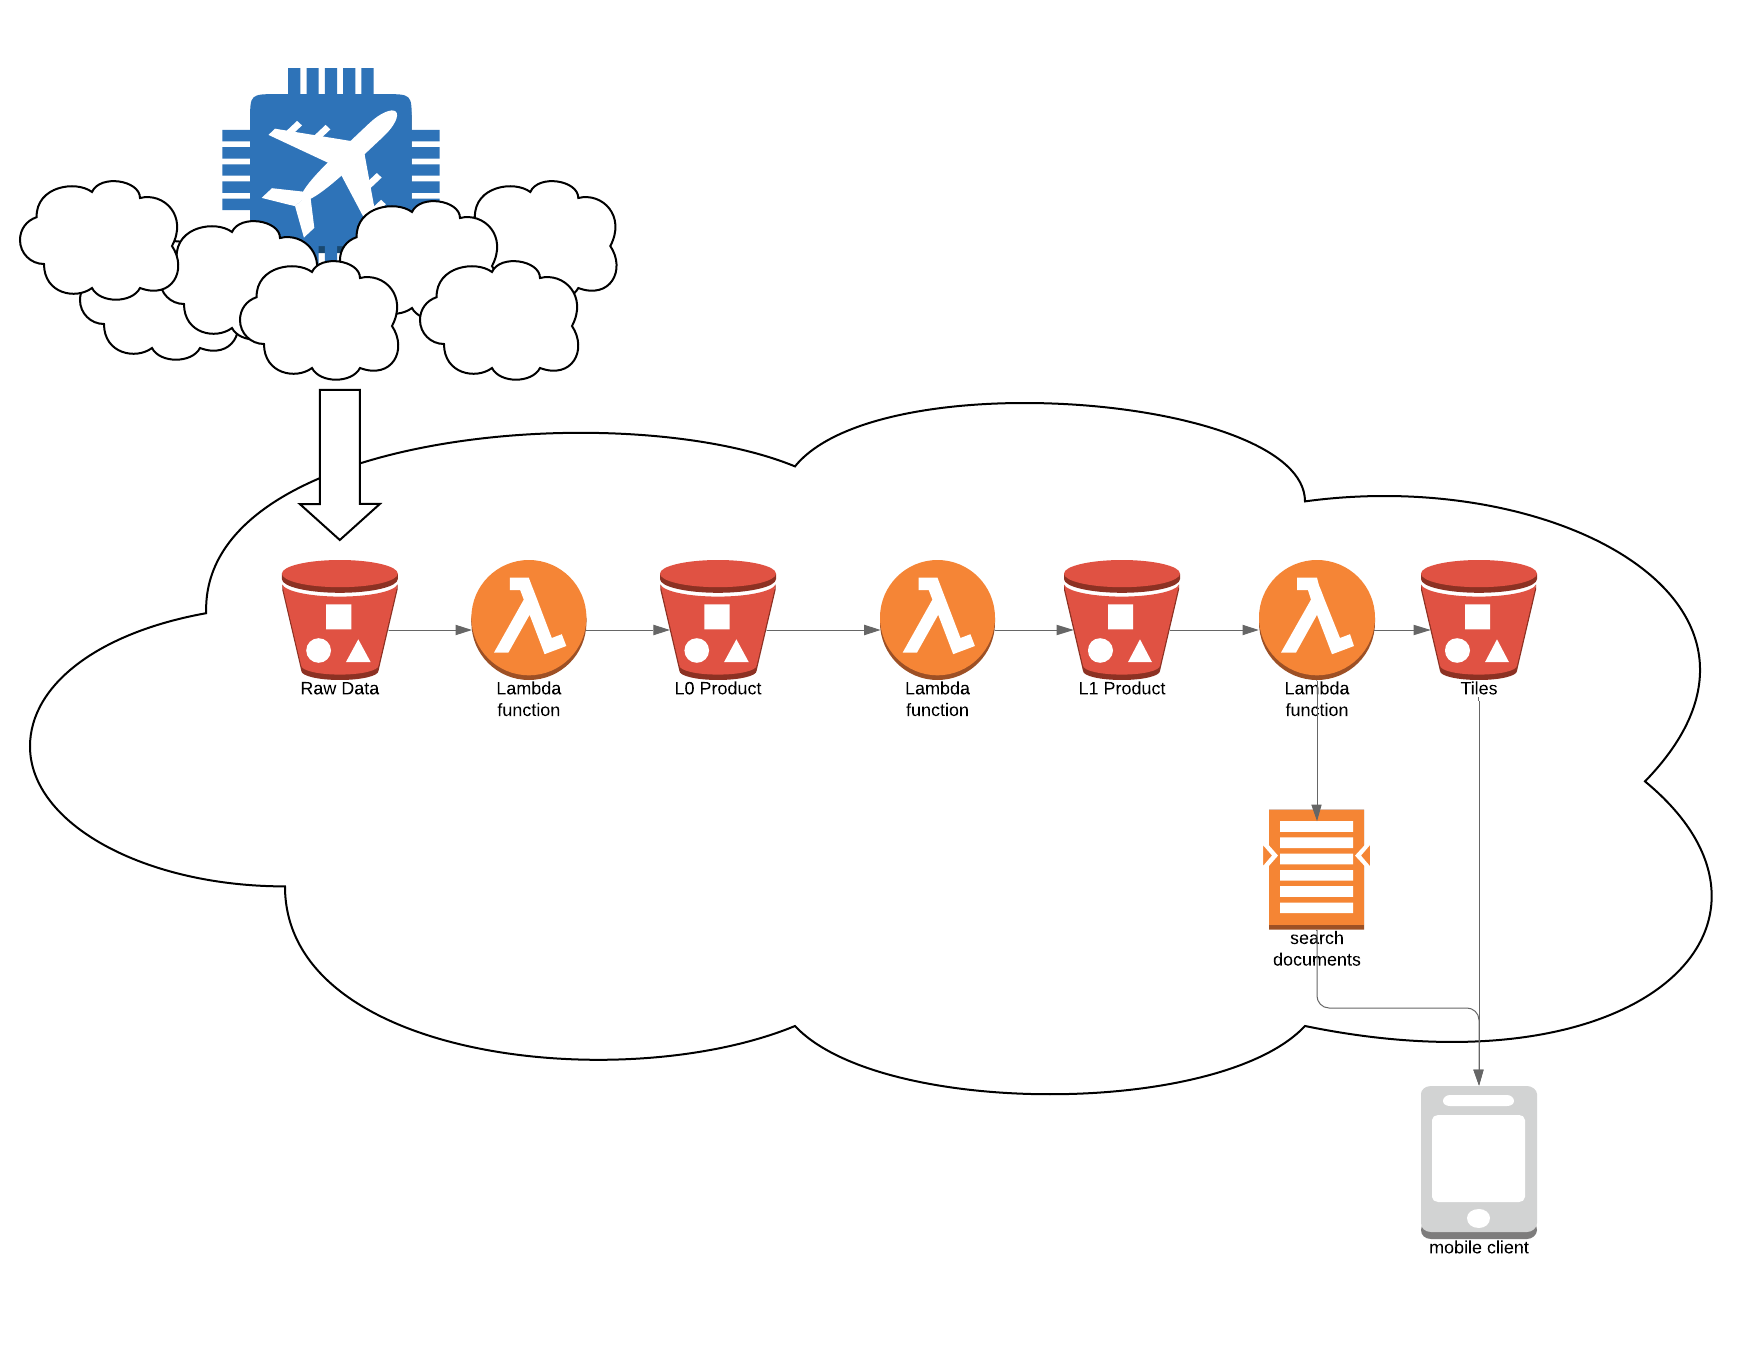 Raw Data
Lambda
function
L0 Product
Lambda
function
L1 Product
Lambda
function
Tiles
search
documents
mobile client